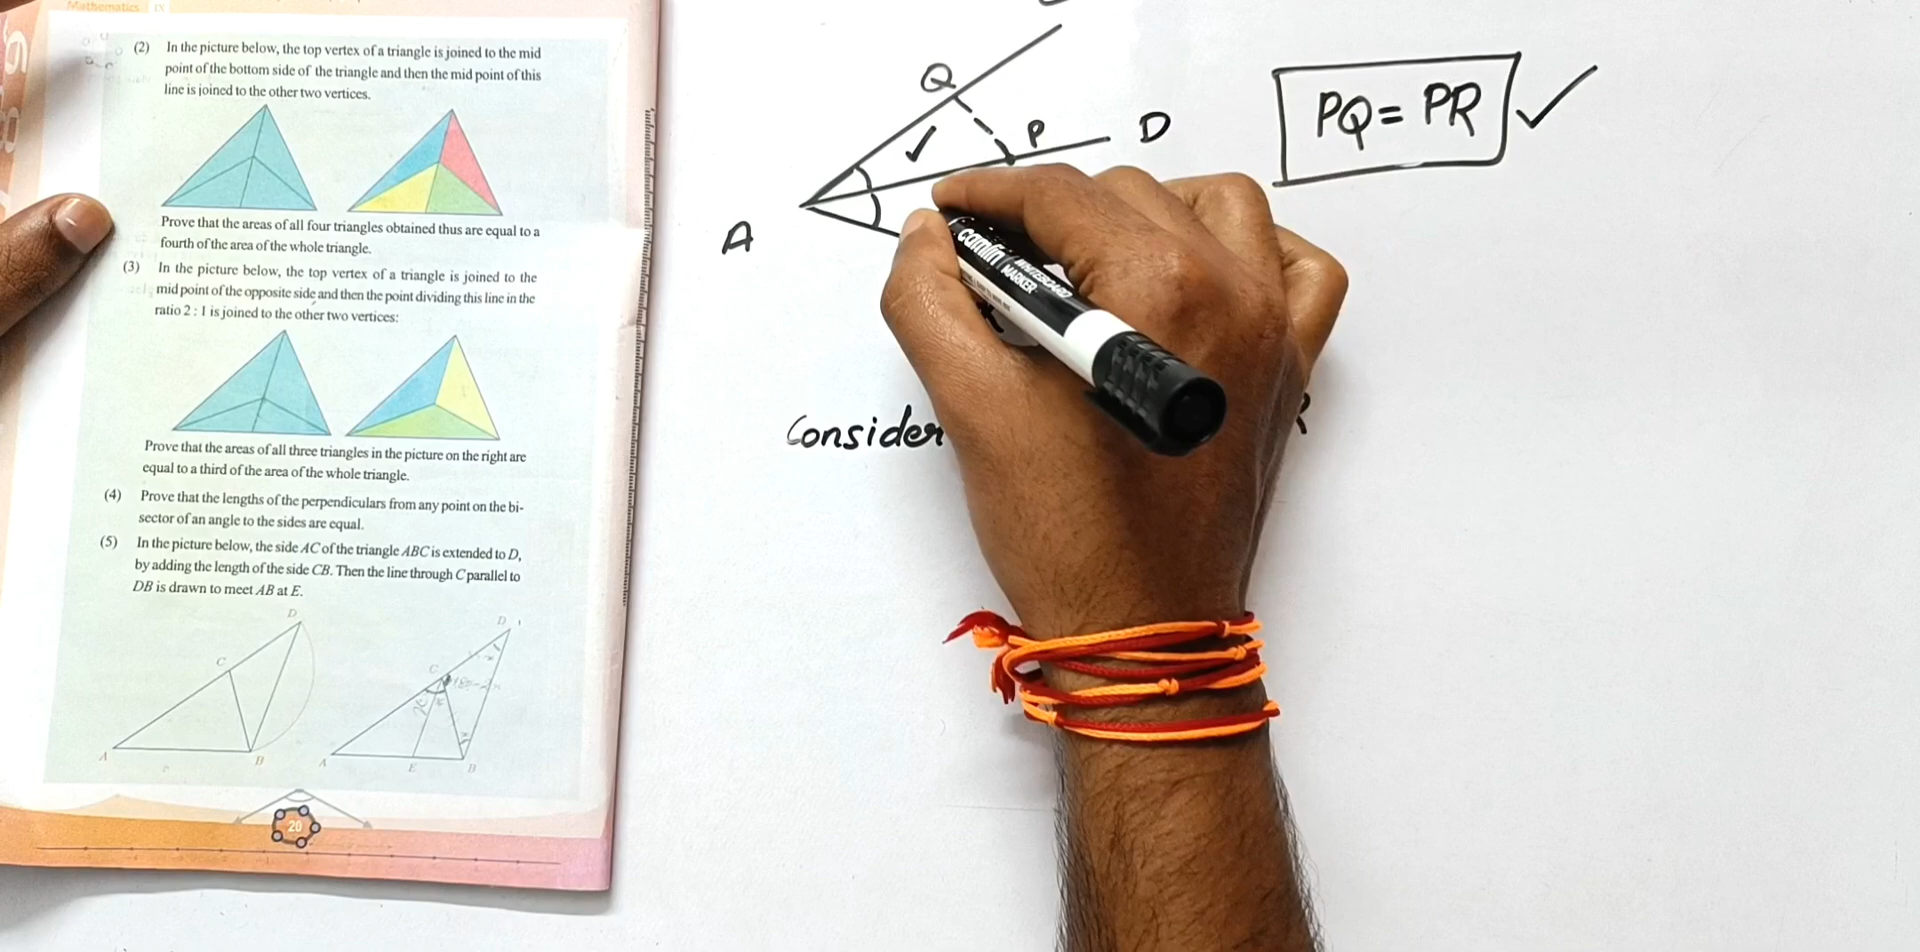 Mathematics IX
(2) In the picture below, the top vertex of a triangle is joined to the mid
point of the bottom side of the triangle and then the mid point of this
line is joined to the other two vertices.
Prove that the areas of all four triangles obtained thus are equal to a
fourth of the area of the whole triangle.
(3) In the picture below, the top vertex of a triangle is joined to the
mid point of the opposite side and then the point dividing this line in the
ratio 2 : 1 is joined to the other two vertices:
Prove that the areas of all three triangles in the picture on the right are
equal to a third of the area of the whole triangle.
(4) Prove that the lengths of the perpendiculars from any point on the bi-
sector of an angle to the sides are equal.
(5) In the picture below, the side AC of the triangle ABC is extended to D,
by adding the length of the side CB. Then the line through C parallel to
DB is drawn to meet AB at E.
D
C
A
B
D
C
A
E
B
20
Q
P
D
A
PQ = PR
Consider
camlin
WHITEBOARD
MARKER